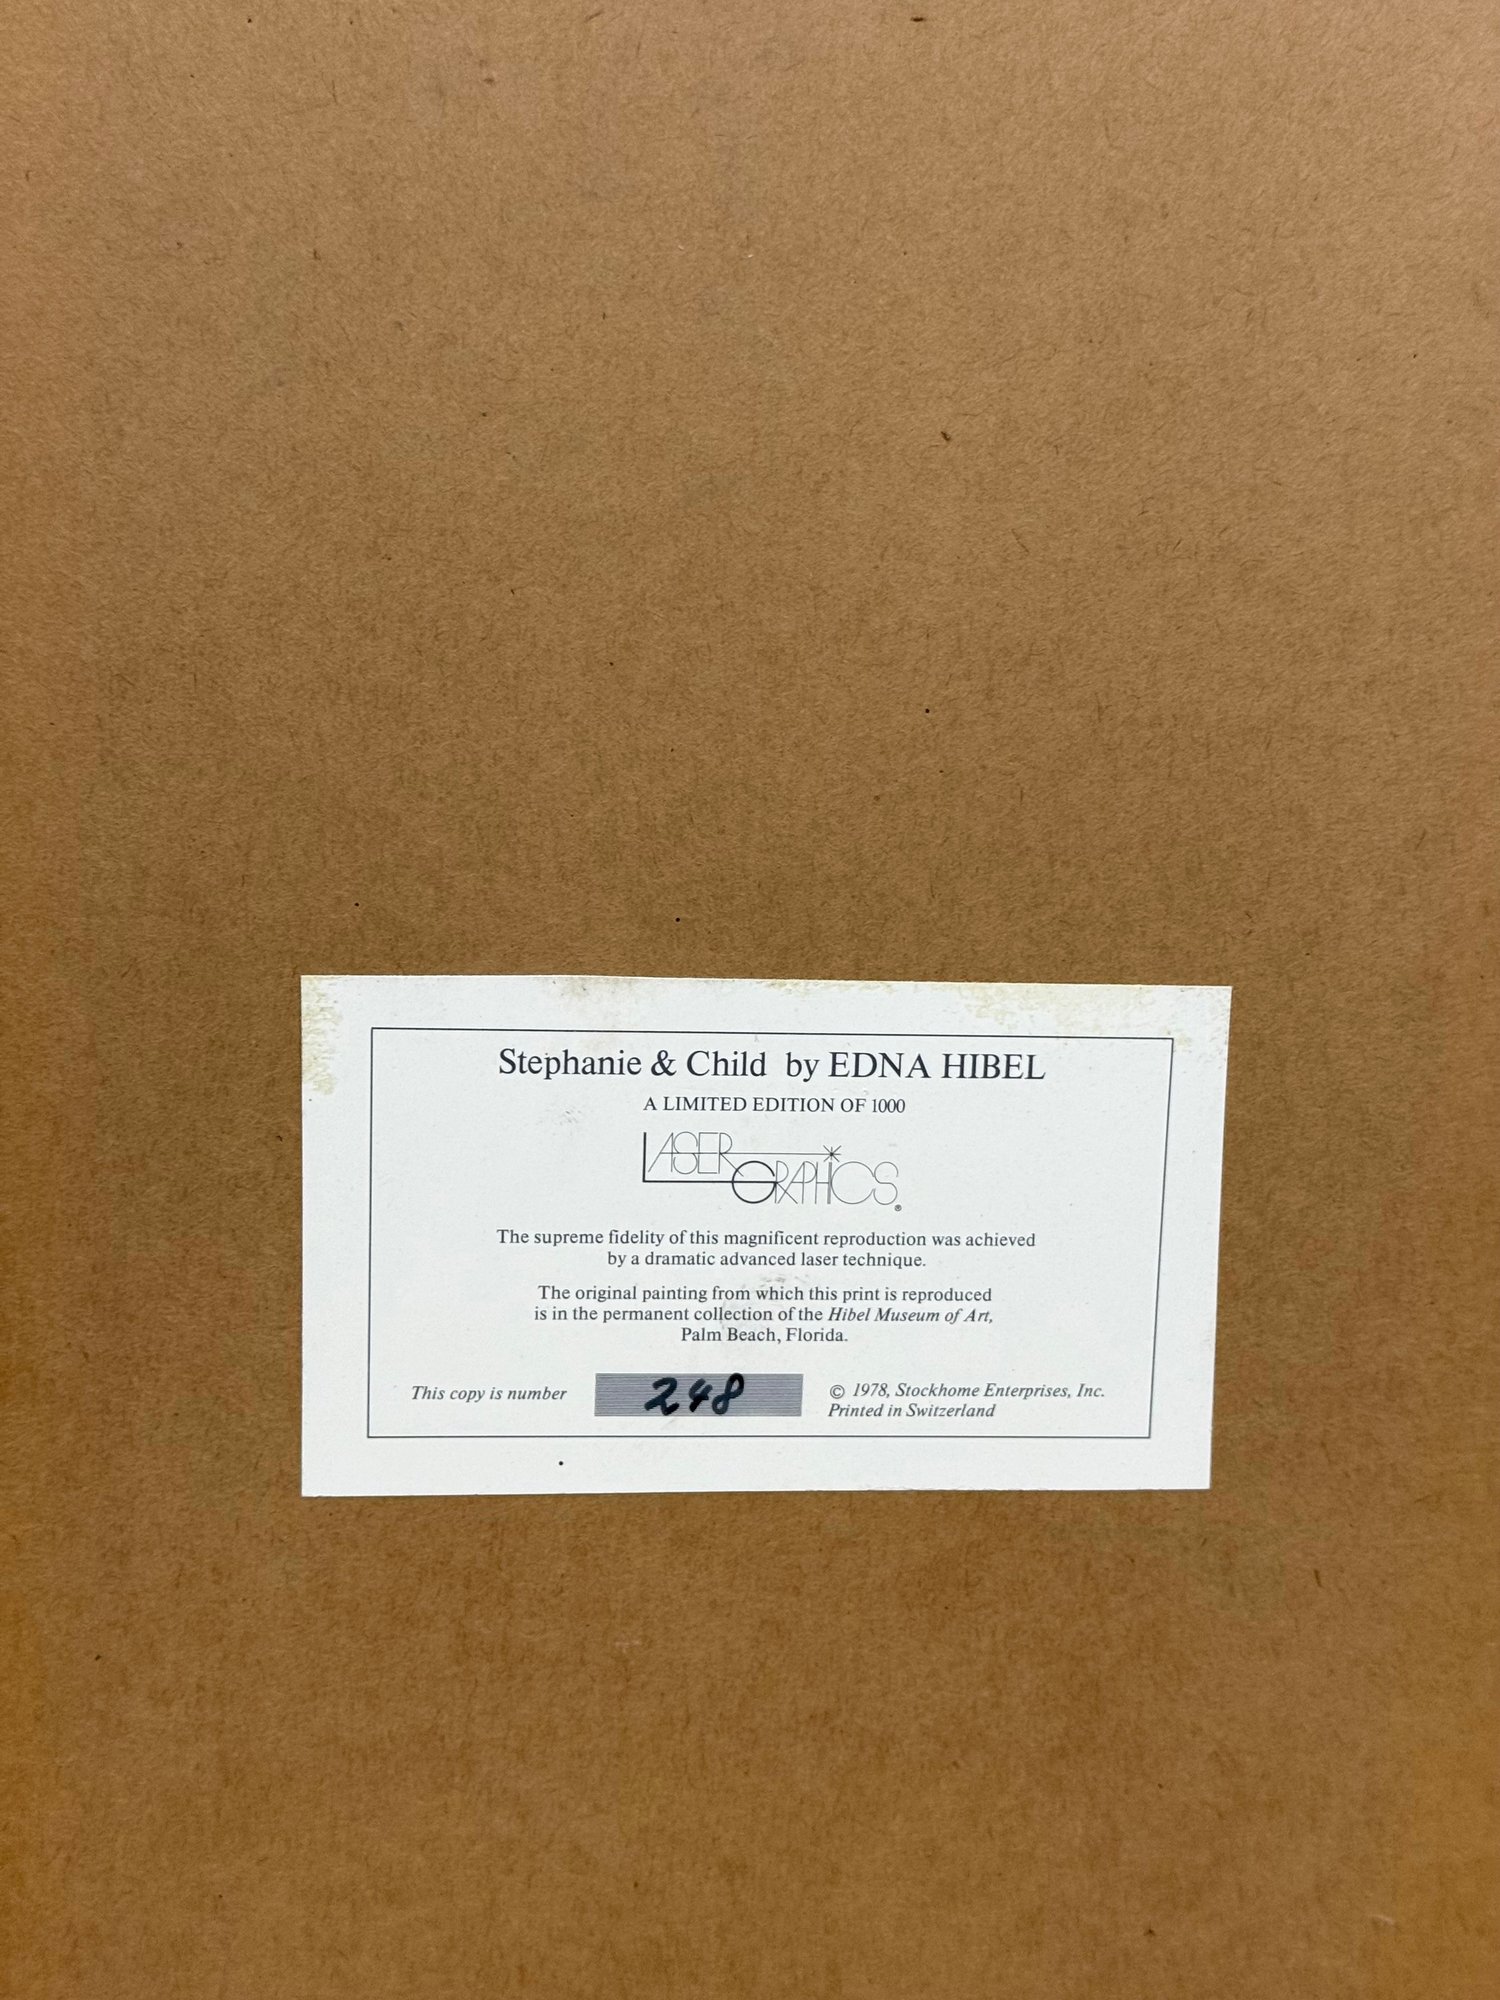 Stephanie & Child by EDNA HIBEL
A LIMITED EDITION OF 1000
LASER
GRAPHICS®
The supreme fidelity of this magnificent reproduction was achieved
by a dramatic advanced laser technique.
The original painting from which this print is reproduced
is in the permanent collection of the Hibel Museum of Art,
Palm Beach, Florida.
This copy is number 248
© 1978, Stockhome Enterprises, Inc.
Printed in Switzerland